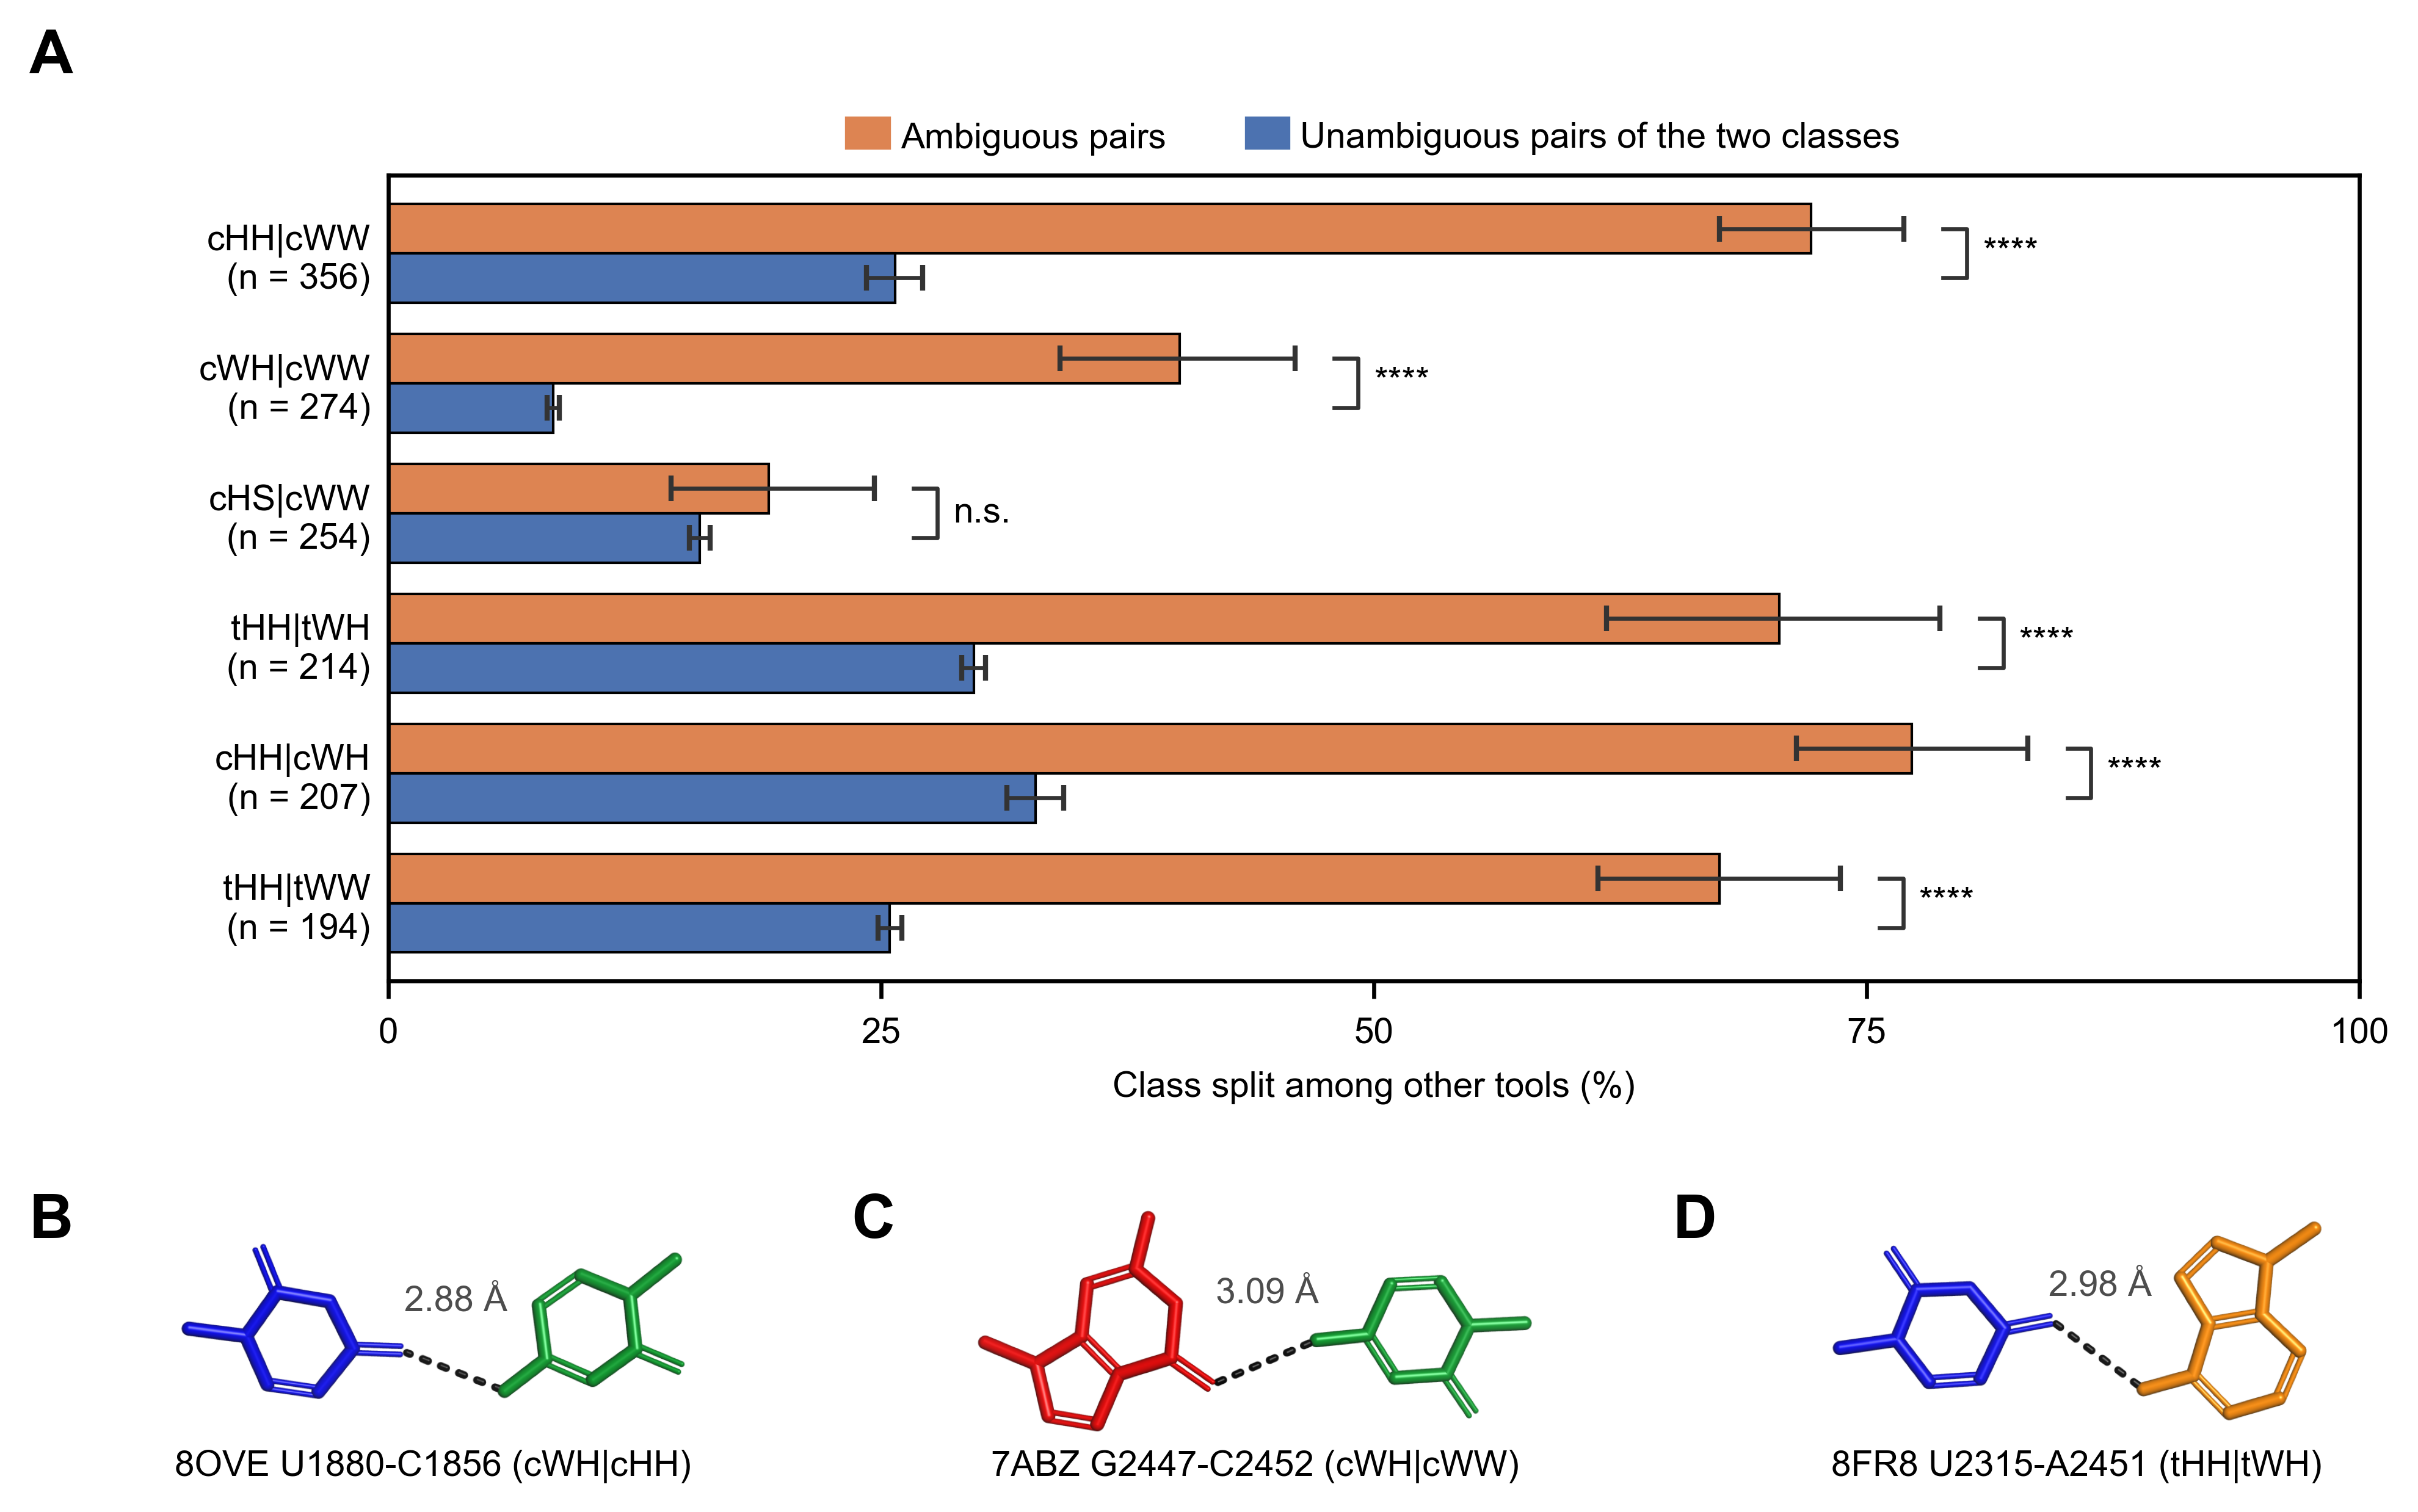 A
Ambiguous pairs
Unambiguous pairs of the two classes
cHH|cWW
(n = 356)
****
cWH|cWW
(n = 274)
****
cHS|cWW
(n = 254)
n.s.
tHH|tWH
(n = 214)
****
cHH|cWH
(n = 207)
****
tHH|tWW
(n = 194)
****
0 25 50 75 100
Class split among other tools (%)
B
2.88 Å
8OVE U1880-C1856 (cWH|cHH)
C
3.09 Å
7ABZ G2447-C2452 (cWH|cWW)
D
2.98 Å
8FR8 U2315-A2451 (tHH|tWH)